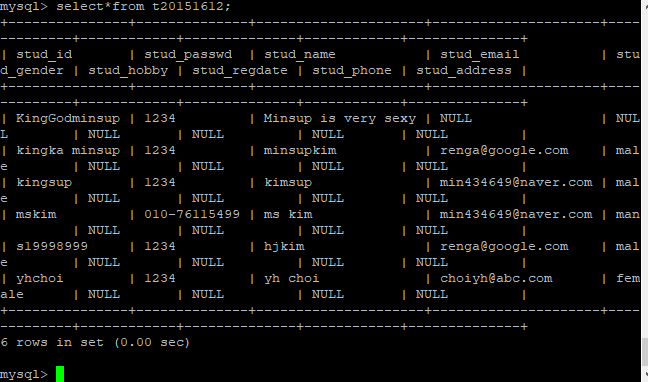 mysql> select*from t20151612;
+---------------+--------------+-------------------+--------------------+----
---------+------------+--------------+------------+--------------+
| stud_id       | stud_passwd  | stud_name         | stud_email         | stu
d_gender | stud_hobby | stud_regdate | stud_phone | stud_address |
+---------------+--------------+-------------------+--------------------+----
---------+------------+--------------+------------+--------------+
| KingGodminsup | 1234         | Minsup is very sexy | NULL               | NUL
L        | NULL       | NULL         | NULL       | NULL         |
| kingka minsup | 1234         | minsupkim         | renga@google.com   | mal
e        | NULL       | NULL         | NULL       | NULL         |
| kingsup       | 1234         | kimsup            | min434649@naver.com | mal
e        | NULL       | NULL         | NULL       | NULL         |
| mskim         | 010-76115499 | ms kim            | min434649@naver.com | man
         | NULL       | NULL         | NULL       | NULL         |
| s19998999     | 1234         | hjkim             | renga@google.com   | mal
e        | NULL       | NULL         | NULL       | NULL         |
| yhchoi        | 1234         | yh choi           | choiyh@abc.com     | fem
ale      | NULL       | NULL         | NULL       | NULL         |
+---------------+--------------+-------------------+--------------------+----
---------+------------+--------------+------------+--------------+
6 rows in set (0.00 sec)
mysql>